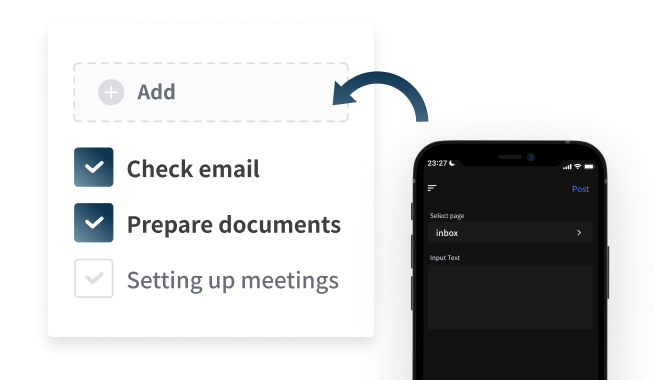 Add
Check email
Prepare documents
Setting up meetings
23:27
Post
Select page
inbox
Input Text